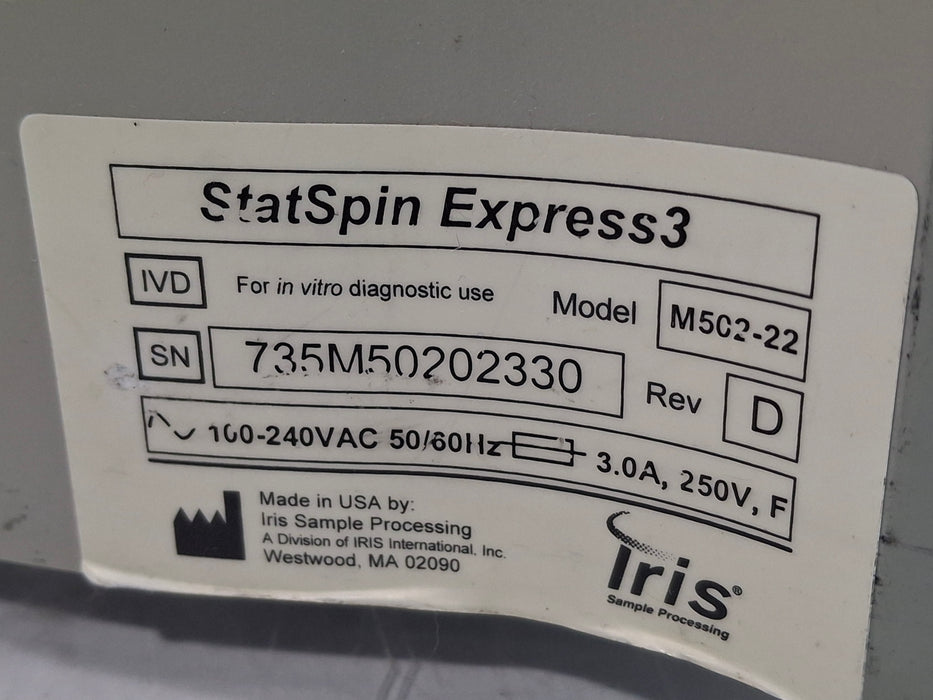 StatSpin Express3
IVD For in vitro diagnostic use Model M502-22
SN 735M50202330 Rev D
100-240VAC 50/60Hz 3.0A, 250V, F
Made in USA by:
Iris Sample Processing
A Division of IRIS International, Inc.
Westwood, MA 02090
Iris®
Sample Processing